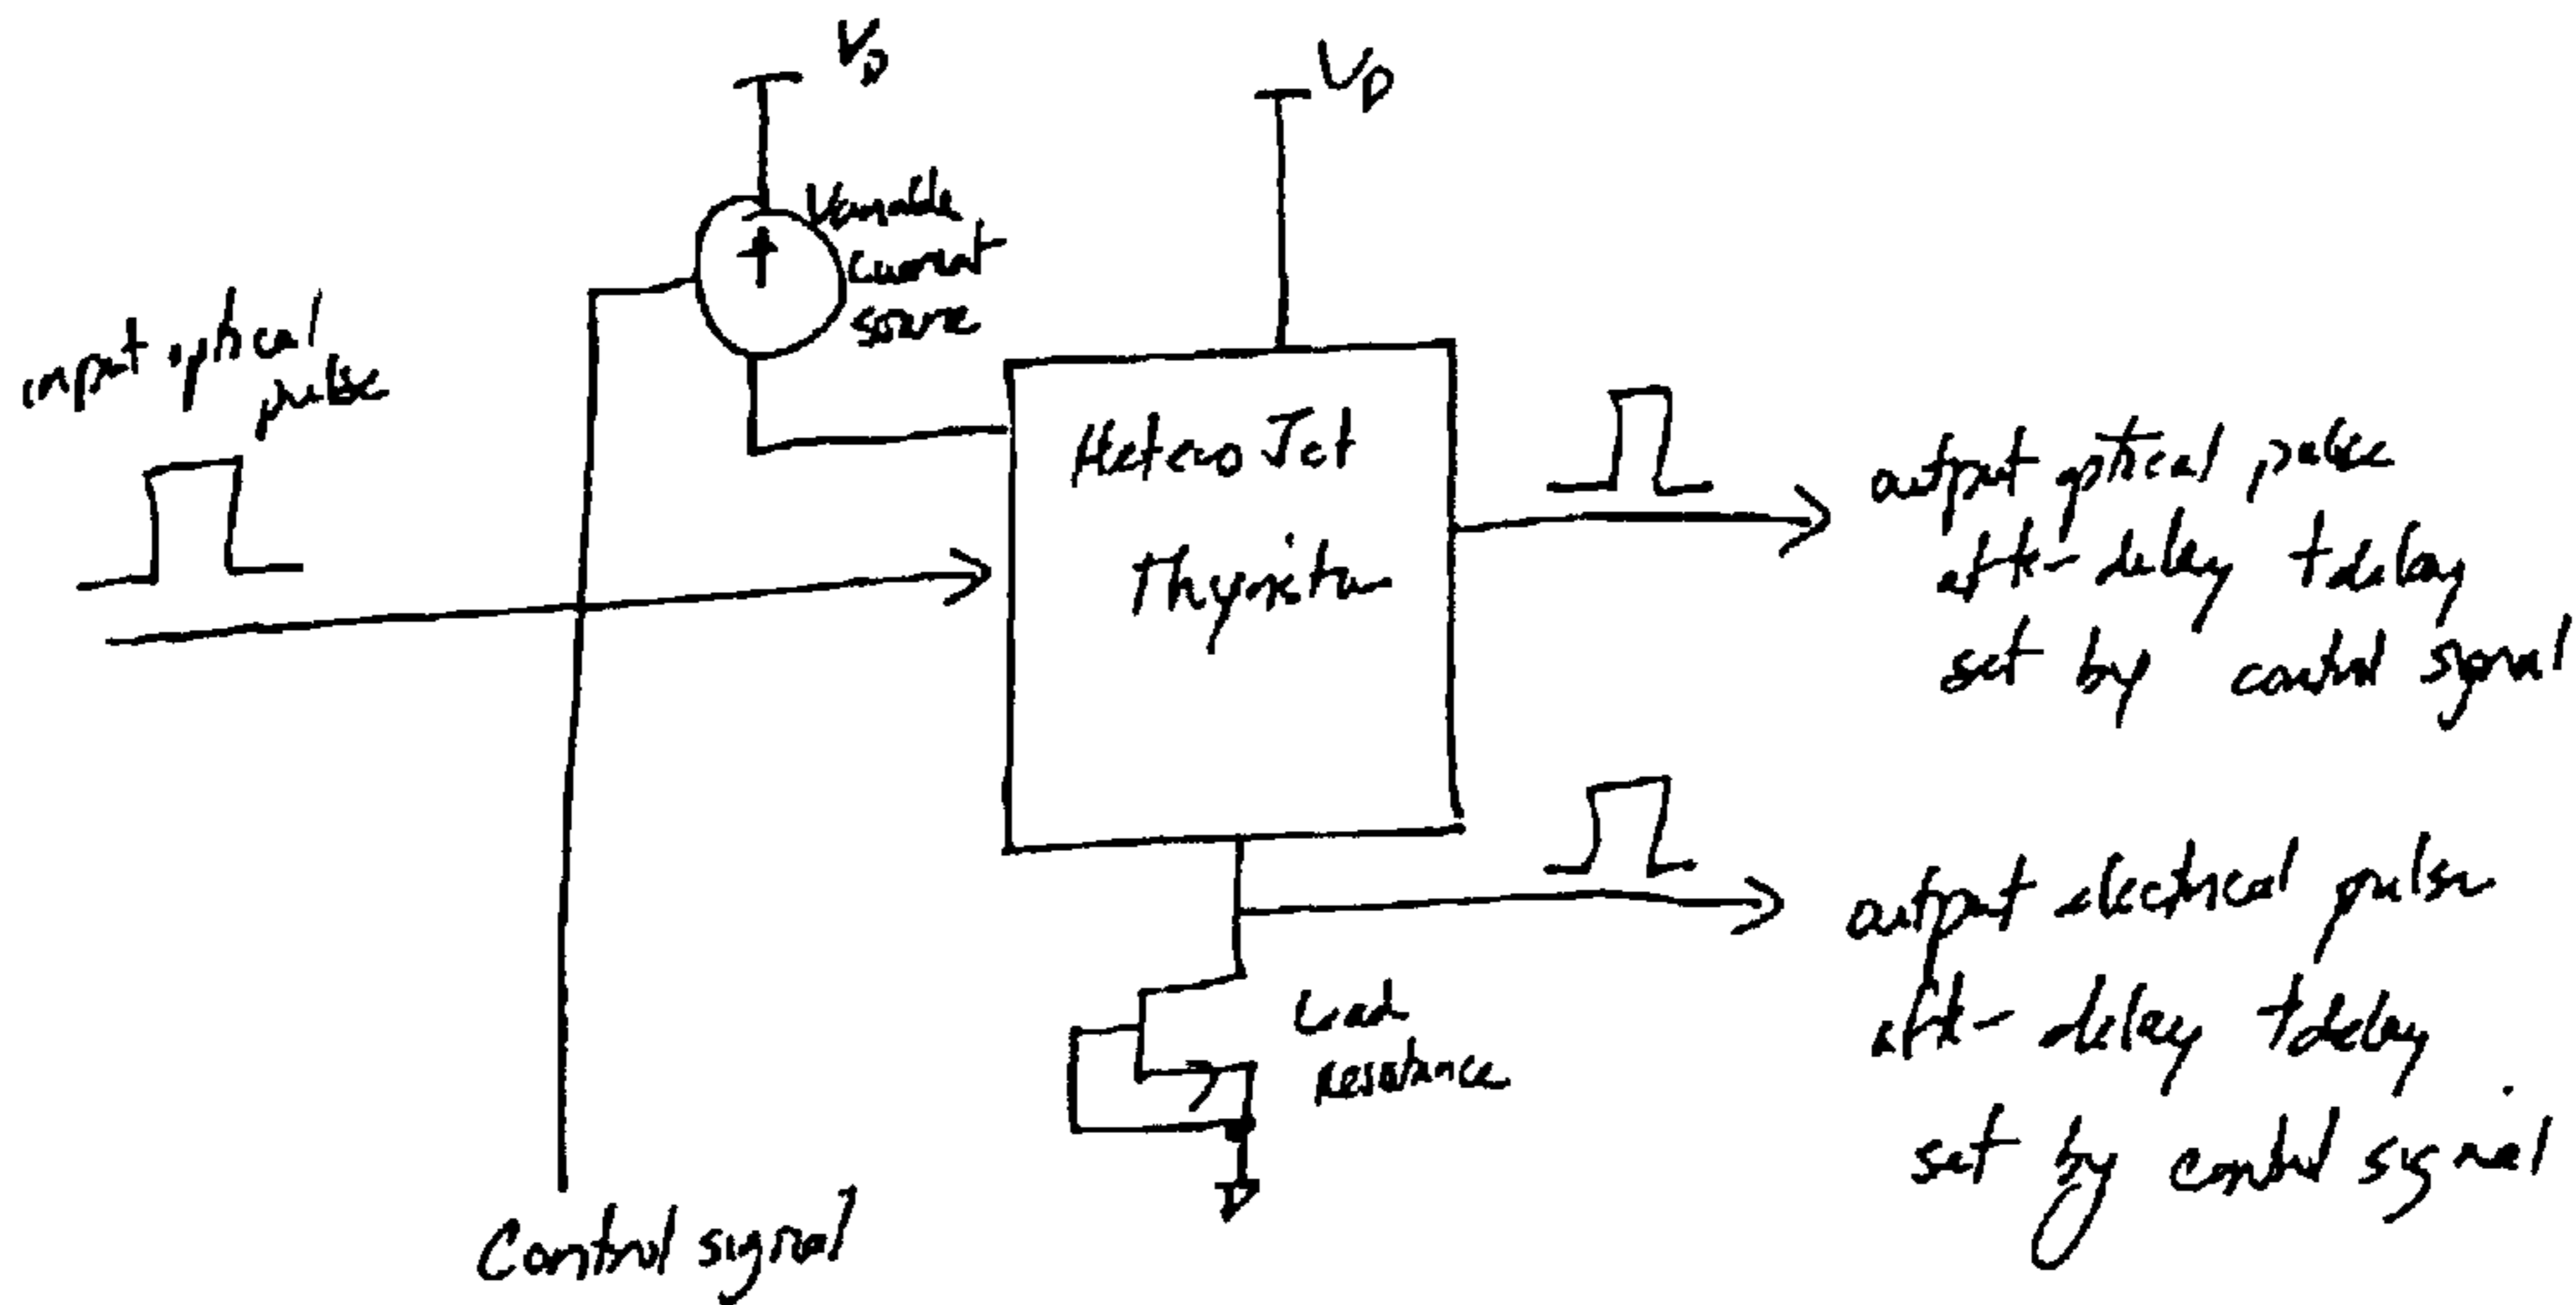 VD
VD
Variable
current
source
input optical
pulse
Hetero Jct
Thyristor
output optical pulse
after delay tdelay
set by control signal
output electrical pulse
after delay tdelay
set by control signal
Load
Resistance
Control signal